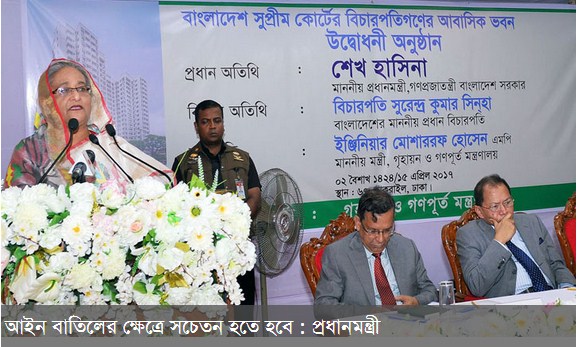 বাংলাদেশ সুপ্রীম কোর্টের বিচারপতিগণের আবাসিক ভবন
উদ্বোধনী অনুষ্ঠান
প্রধান অতিথি : শেখ হাসিনা
মাননীয় প্রধানমন্ত্রী, গণপ্রজাতন্ত্রী বাংলাদেশ সরকার
অতিথি : বিচারপতি সুরেন্দ্র কুমার সিনহা
বাংলাদেশের মাননীয় প্রধান বিচারপতি
: ইঞ্জিনিয়ার মোশাররফ হোসেন এমপি
মাননীয় মন্ত্রী, গৃহায়ন ও গণপূর্ত মন্ত্রণালয়
০২ বৈশাখ ১৪২৪/১৫ এপ্রিল ২০১৭
স্থান : ঢাকা।
ও গণপূর্ত
আইন বাতিলের ক্ষেত্রে সচেতন হতে হবে : প্রধানমন্ত্রী